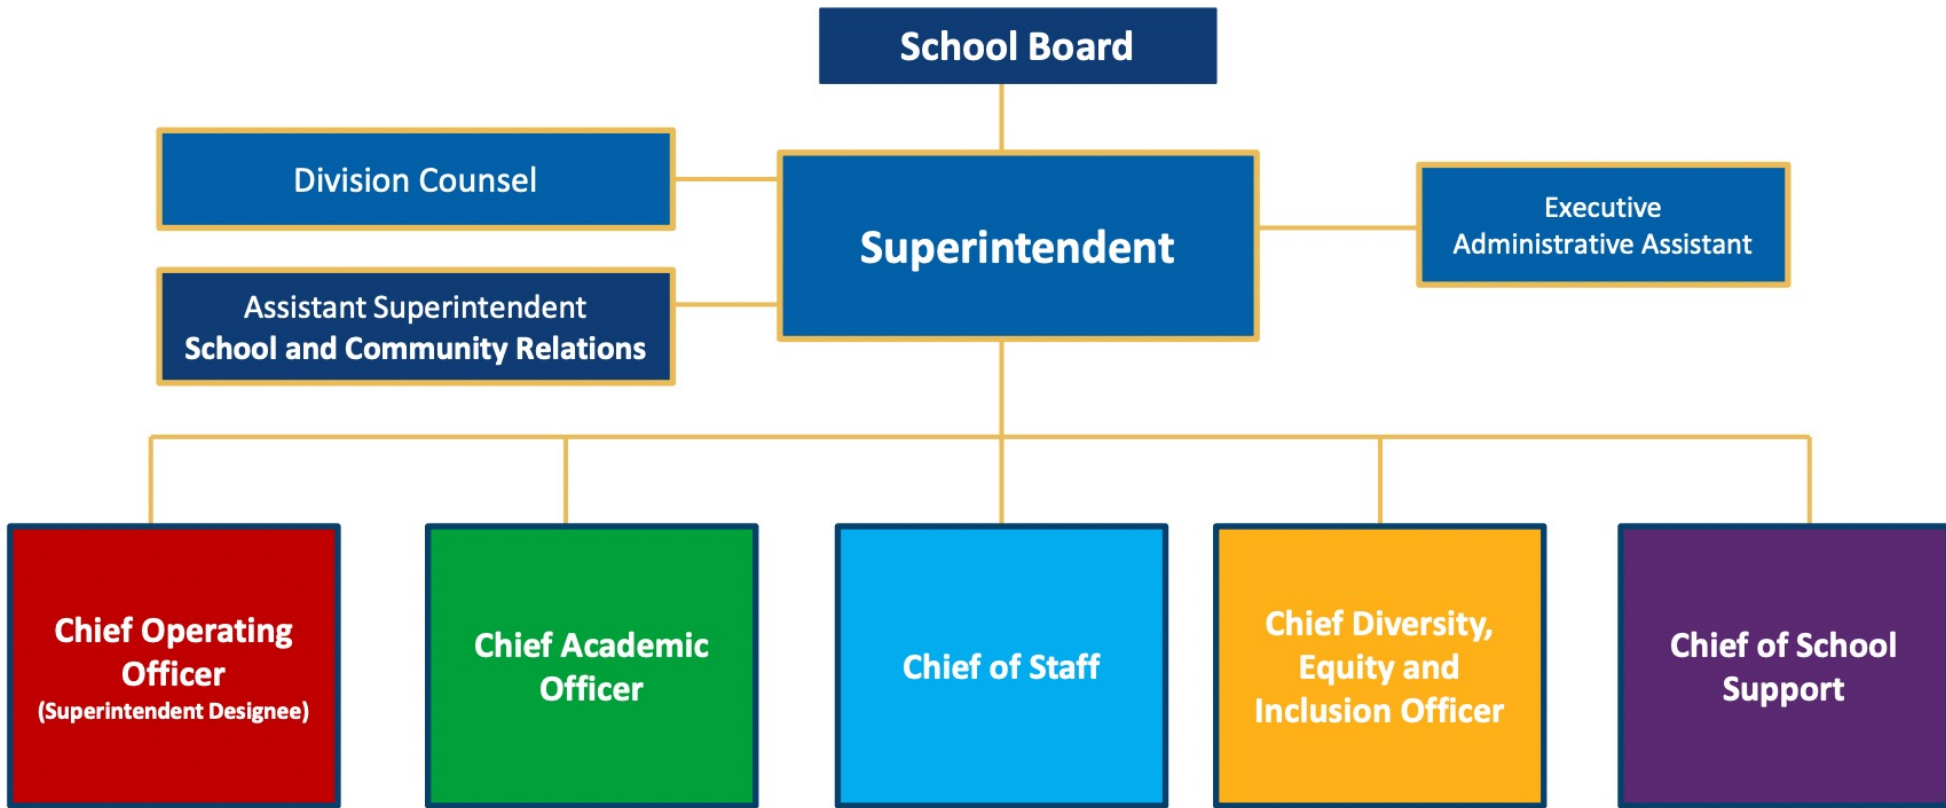 School Board
Division Counsel
Superintendent
Executive
Administrative Assistant
Assistant Superintendent
School and Community Relations
Chief Operating
Officer
(Superintendent Designee)
Chief Academic
Officer
Chief of Staff
Chief Diversity,
Equity and
Inclusion Officer
Chief of School
Support